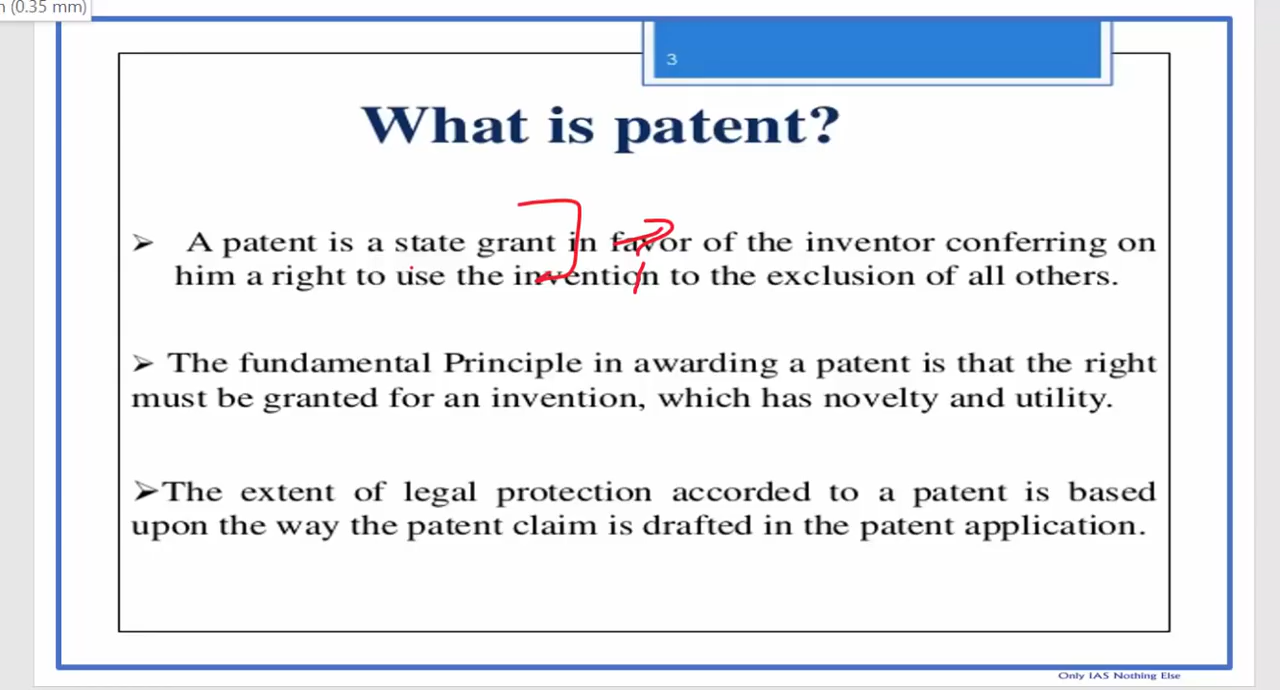 (0.35 mm)
3
What is patent?
➢ A patent is a state grant in favor of the inventor conferring on
him a right to use the invention to the exclusion of all others.
➢ The fundamental Principle in awarding a patent is that the right
must be granted for an invention, which has novelty and utility.
➢The extent of legal protection accorded to a patent is based
upon the way the patent claim is drafted in the patent application.
Only IAS Nothing Else